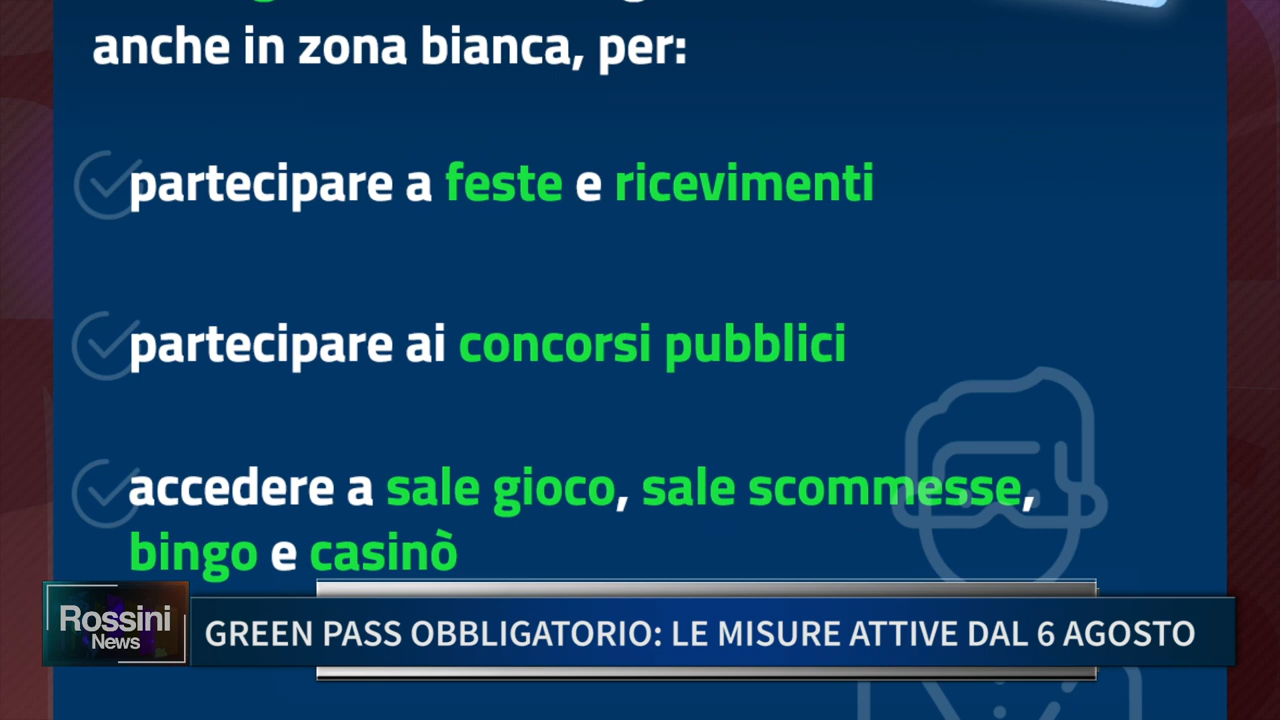 anche in zona bianca, per:
partecipare a feste e ricevimenti
partecipare ai concorsi pubblici
accedere a sale gioco, sale scommesse,
bingo e casinò
Rossini
News
GREEN PASS OBBLIGATORIO: LE MISURE ATTIVE DAL 6 AGOSTO